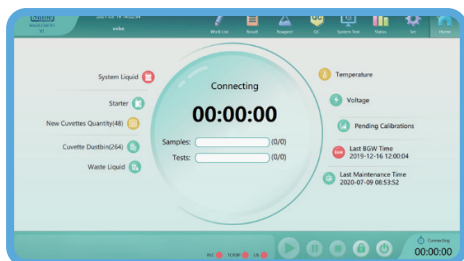 Work List
Result
Reagent
QC
System Test
Status
Set
Home
System Liquid
Starter
New Cuvettes Quantity(48)
Cuvette Dustbin(264)
Waste Liquid
Connecting
00:00:00
Samples: (0/0)
Tests: (0/0)
Temperature
Voltage
Pending Calibrations
BGW
Last BGW Time
2019-12-16 12:00:04
Last Maintenance Time
2020-07-09 08:53:52
Connecting
00:00:00